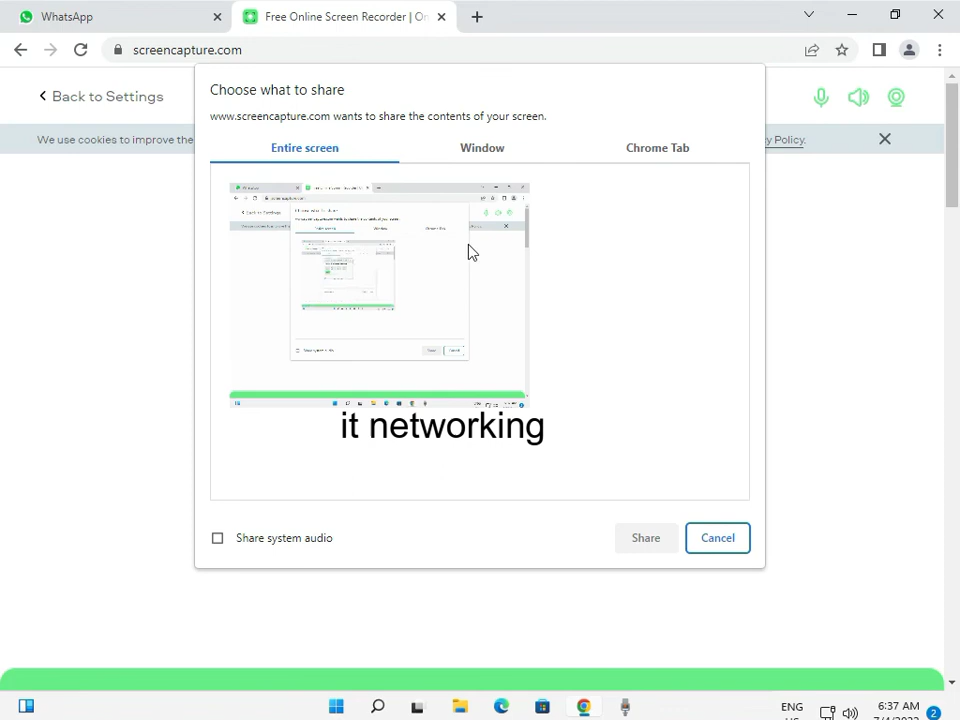 WhatsApp
Free Online Screen Recorder | On
screencapture.com
Back to Settings
We use cookies to improve the
y Policy.
Choose what to share
www.screencapture.com wants to share the contents of your screen.
Entire screen
Window
Chrome Tab
it networking
Share system audio
Share
Cancel
ENG
6:37 AM
2